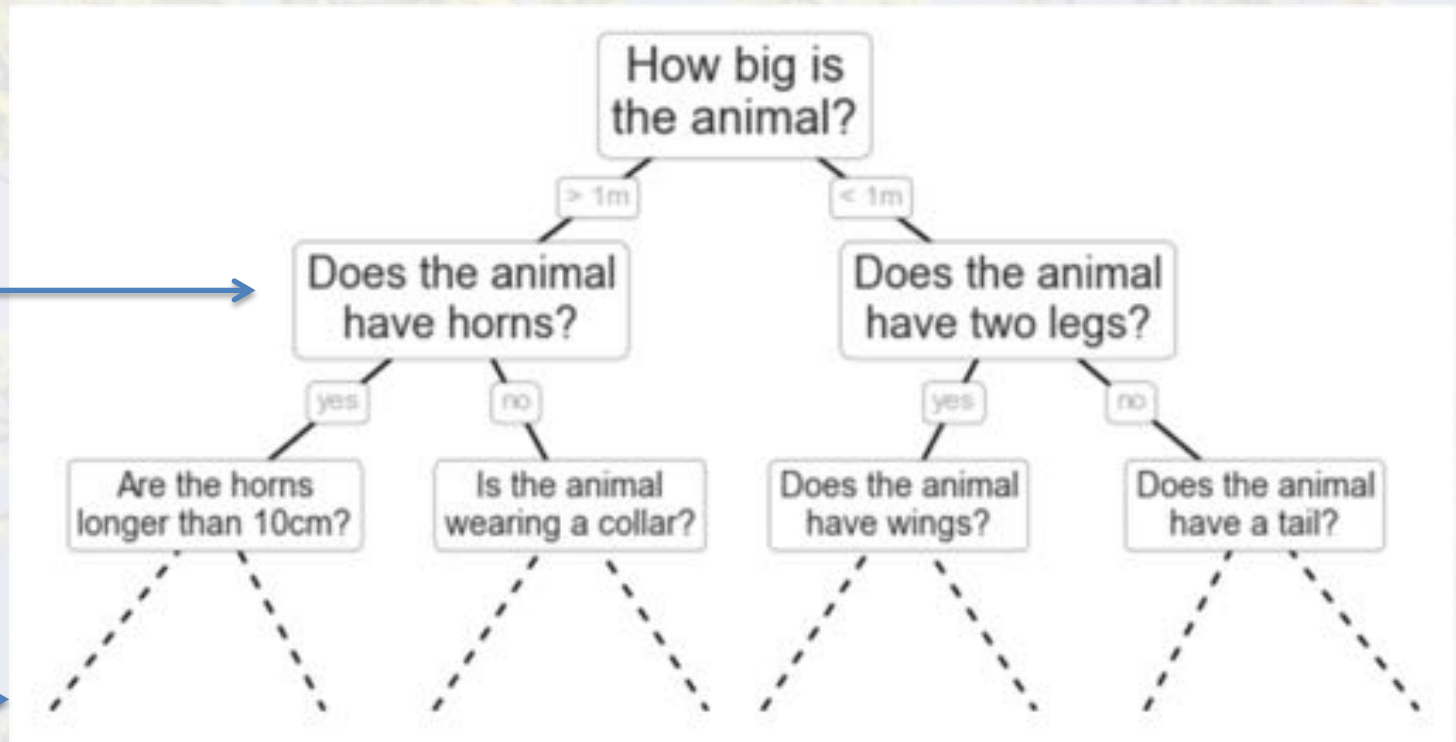 How big is
the animal?
> 1m
< 1m
Does the animal
have horns?
Does the animal
have two legs?
yes
no
yes
no
Are the horns
longer than 10cm?
Is the animal
wearing a collar?
Does the animal
have wings?
Does the animal
have a tail?